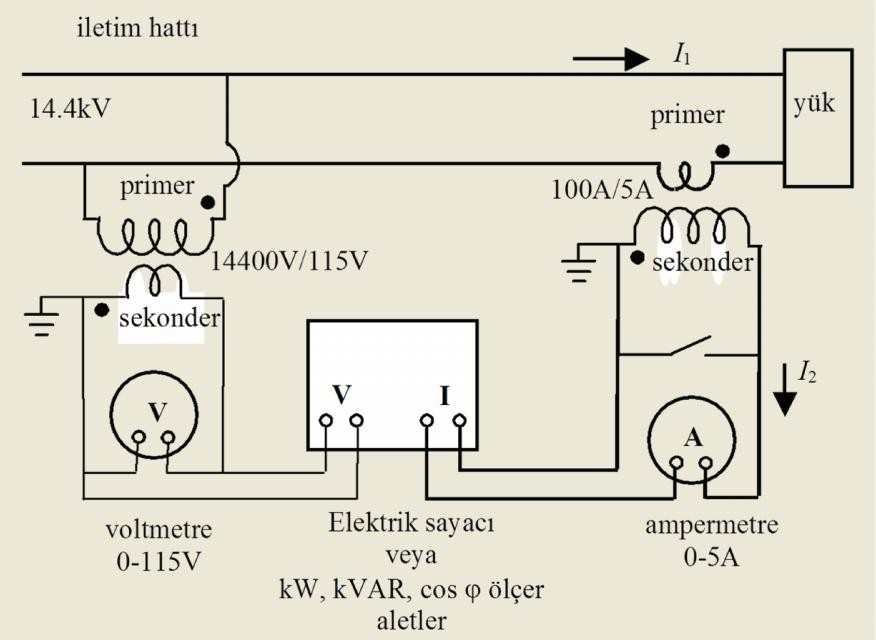 iletim hattı
I1
14.4kV
yük
primer
primer
100A/5A
14400V/115V
sekonder
sekonder
V
I
I2
V
A
voltmetre
0-115V
Elektrik sayacı
veya
kW, kVAR, cos φ ölçer
aletler
ampermetre
0-5A